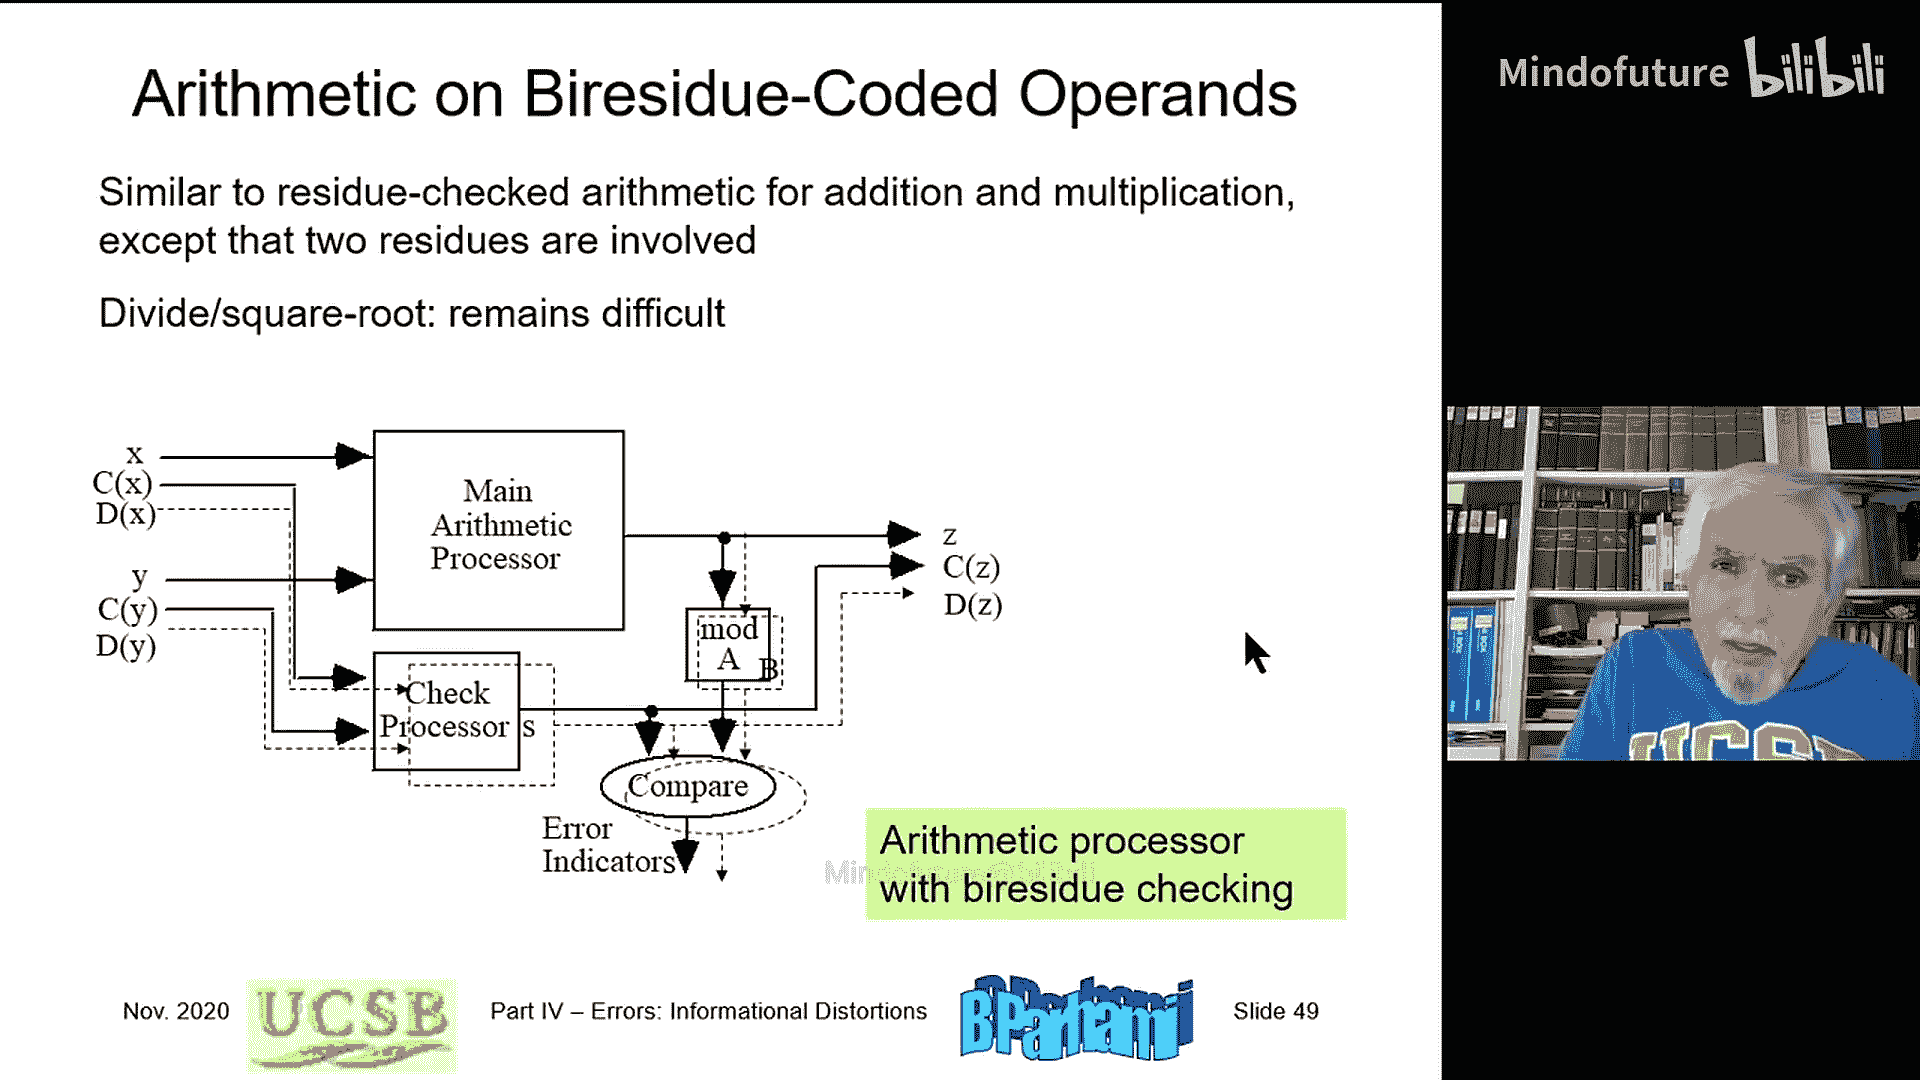 Arithmetic on Biresidue-Coded Operands
Mindofuture bilibili
Similar to residue-checked arithmetic for addition and multiplication,
except that two residues are involved
Divide/square-root: remains difficult
x
C(x)
D(x)
y
C(y)
D(y)
Main
Arithmetic
Processor
z
C(z)
D(z)
mod
A
B
Check
Processor s
Compare
Error
Indicators
Arithmetic processor
with biresidue checking
UCSB
Nov. 2020
UCSB
Part IV – Errors: Informational Distortions
B Parhami
Slide 49